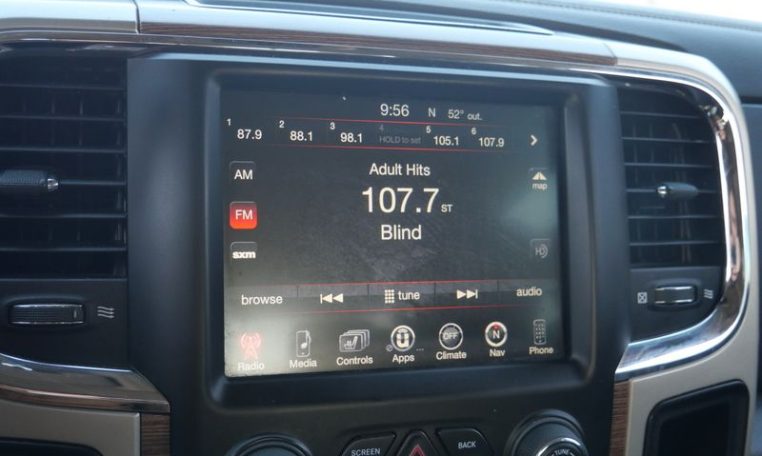 9:56 N 52° out.
1 87.9 2 88.1 3 98.1 4 HOLD to set 5 105.1 6 107.9
AM
Adult Hits
map
FM
107.7 ST
Blind
sxm
HD
browse tune audio
Radio Media Controls Apps OFF Climate N Nav Phone
SCREEN BACK
TUNE